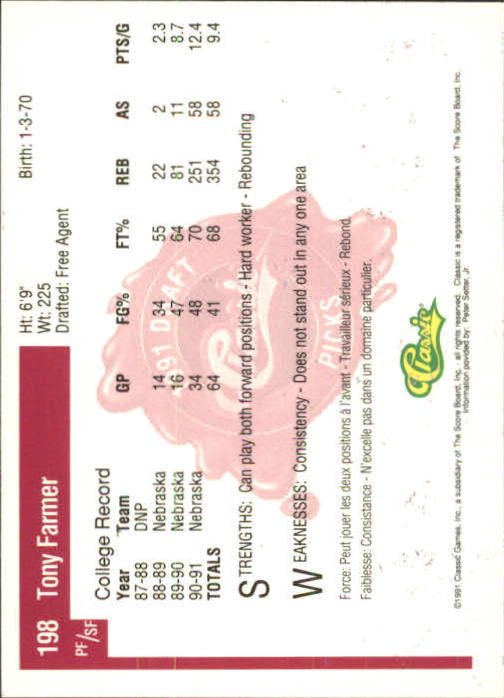 198 Tony Farmer
PF/SF
Ht: 6'9"
Wt: 225
Drafted: Free Agent
Birth: 1-3-70
College Record
Year Team GP FG% FT% REB AS PTS/G
87-88 DNP
88-89 Nebraska 14 34 55 22 2 2.3
89-90 Nebraska 16 47 64 81 11 8.7
90-91 Nebraska 34 48 70 251 58 12.4
TOTALS 64 41 68 354 58 9.4
STRENGTHS: Can play both forward positions - Hard worker - Rebounding
WEAKNESSES: Consistency - Does not stand out in any one area
Force: Peut jouer les deux positions à l'avant - Travailleur sérieux - Rebond.
Faiblesse: Consistance - N'excelle pas dans un domaine particulier.
1991 DRAFT
PICKS
Classic
©1991 Classic Games, Inc., a subsidiary of The Score Board, Inc. - all rights reserved. Classic is a registered trademark of The Score Board, Inc.
Information provided by: Peter Setter, Jr.